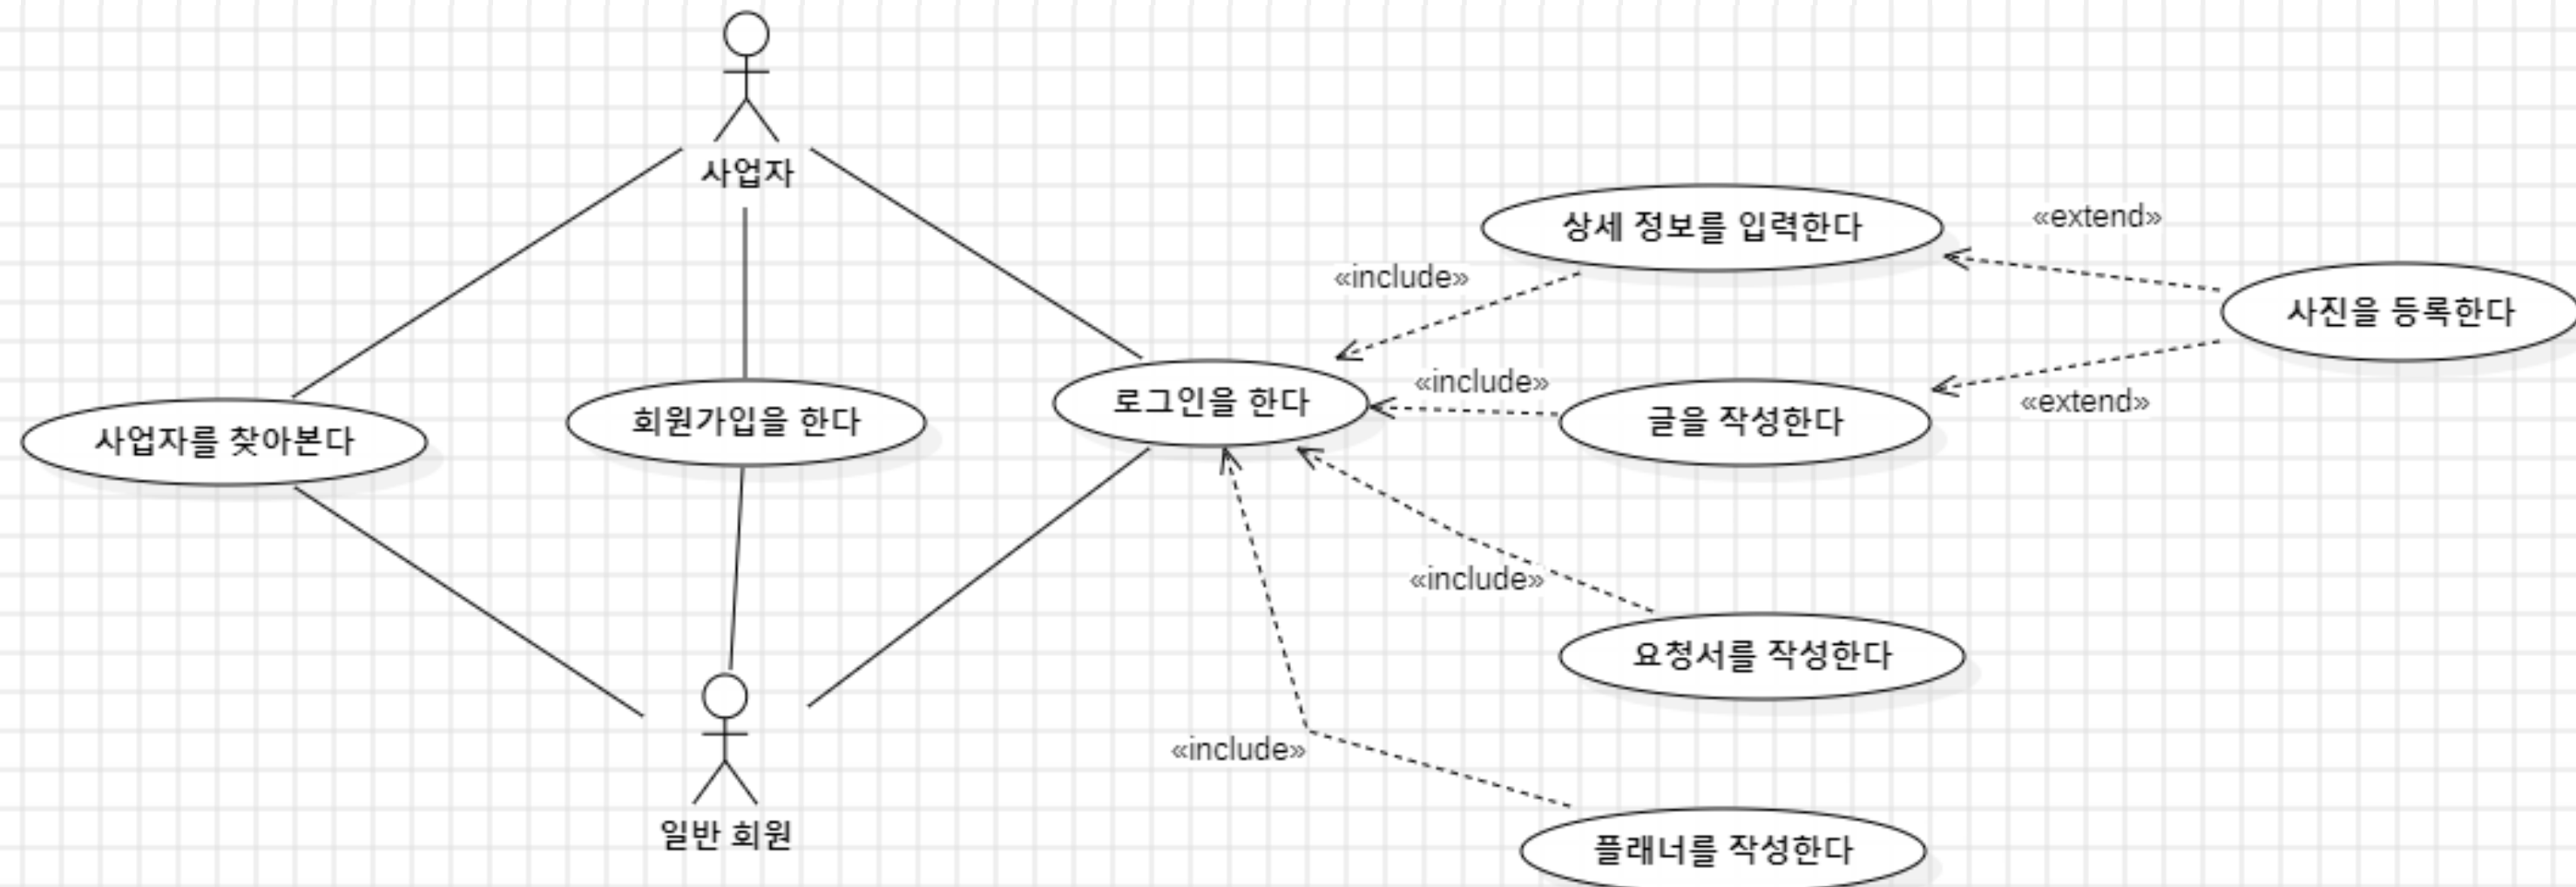 사업자
상세 정보를 입력한다
«extend»
«include»
사진을 등록한다
로그인을 한다
«include»
글을 작성한다
«extend»
사업자를 찾아본다
회원가입을 한다
«include»
요청서를 작성한다
«include»
일반 회원
플래너를 작성한다